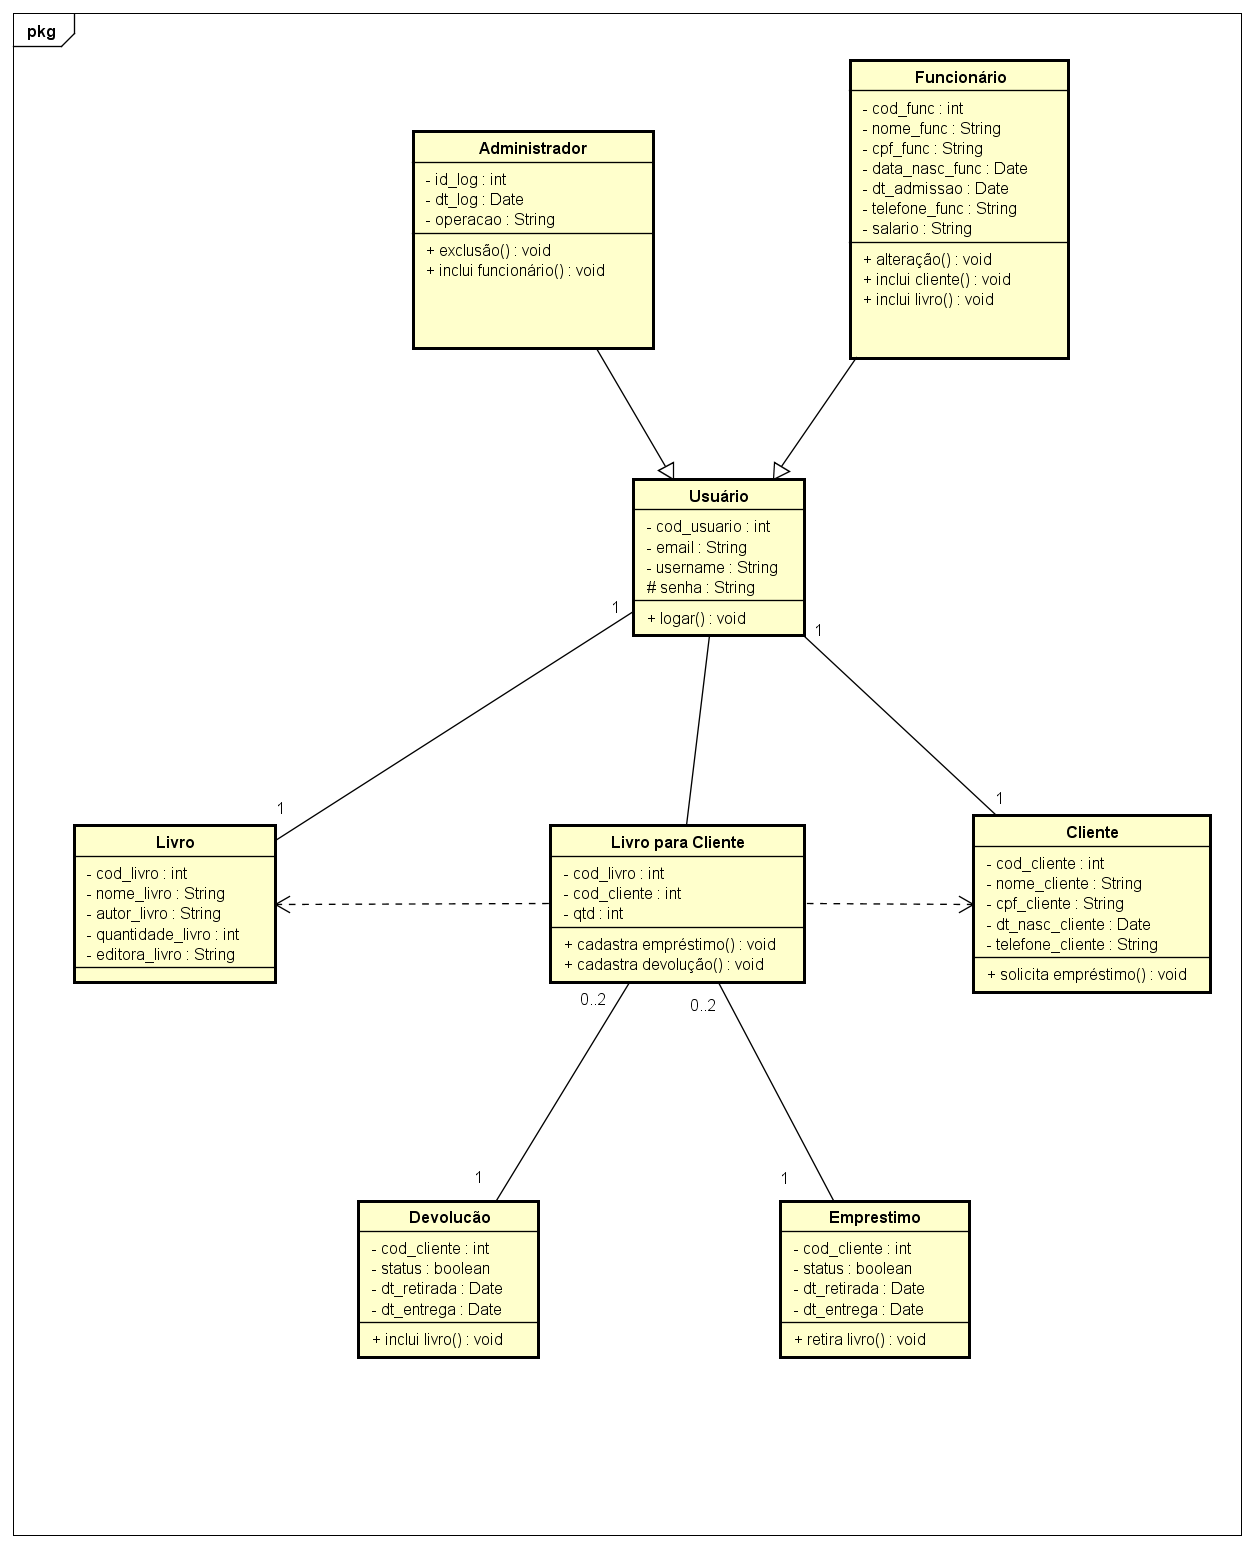 pkg
Funcionário
- cod_func : int
- nome_func : String
- cpf_func : String
- data_nasc_func : Date
- dt_admissao : Date
- telefone_func : String
- salario : String
+ alteração() : void
+ inclui cliente() : void
+ inclui livro() : void
Administrador
- id_log : int
- dt_log : Date
- operacao : String
+ exclusão() : void
+ inclui funcionário() : void
Usuário
- cod_usuario : int
- email : String
- username : String
# senha : String
+ logar() : void
1
1
1
1
Livro
- cod_livro : int
- nome_livro : String
- autor_livro : String
- quantidade_livro : int
- editora_livro : String
Livro para Cliente
- cod_livro : int
- cod_cliente : int
- qtd : int
+ cadastra empréstimo() : void
+ cadastra devolução() : void
Cliente
- cod_cliente : int
- nome_cliente : String
- cpf_cliente : String
- dt_nasc_cliente : Date
- telefone_cliente : String
+ solicita empréstimo() : void
0..2
0..2
1
1
Devolucão
- cod_cliente : int
- status : boolean
- dt_retirada : Date
- dt_entrega : Date
+ inclui livro() : void
Emprestimo
- cod_cliente : int
- status : boolean
- dt_retirada : Date
- dt_entrega : Date
+ retira livro() : void